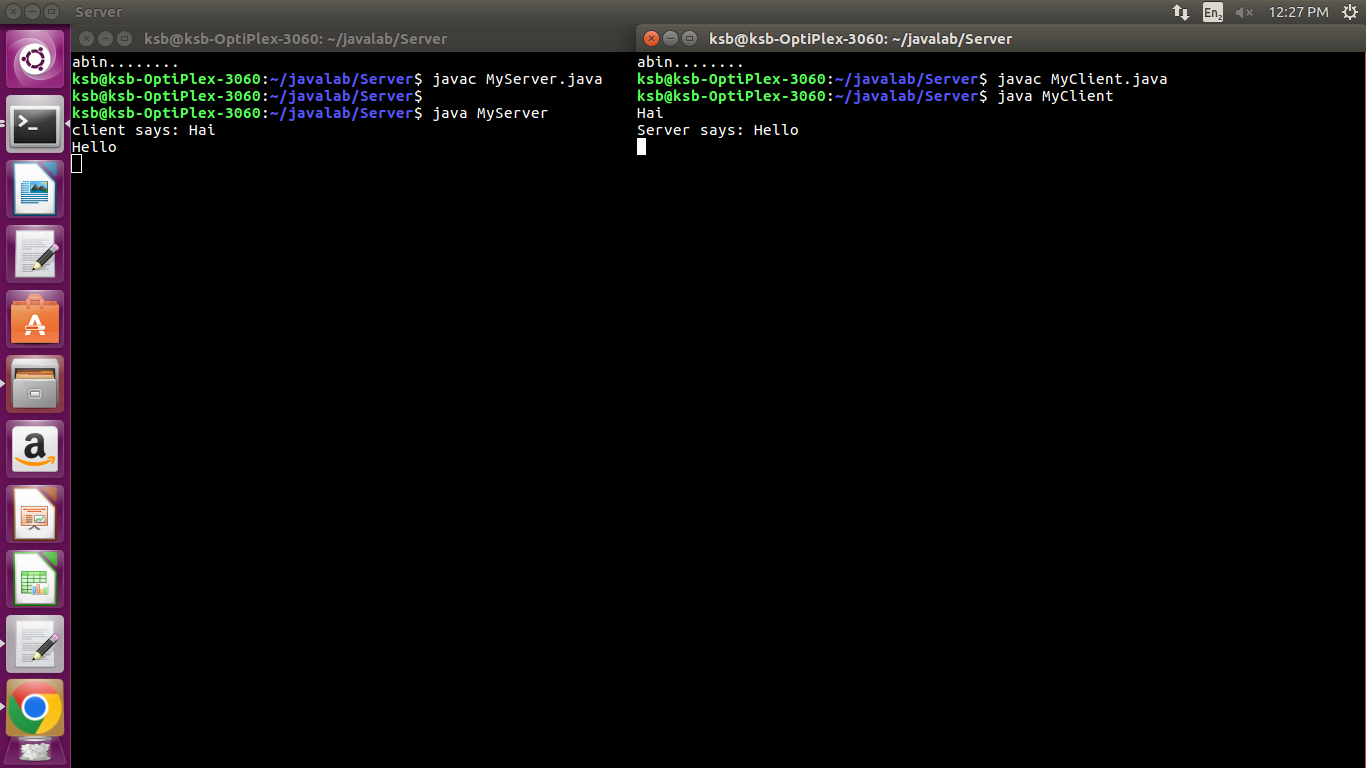 Server
En2
12:27 PM
ksb@ksb-OptiPlex-3060: ~/javalab/Server
abin........
ksb@ksb-OptiPlex-3060:~/javalab/Server$ javac MyServer.java
ksb@ksb-OptiPlex-3060:~/javalab/Server$
ksb@ksb-OptiPlex-3060:~/javalab/Server$ java MyServer
client says: Hai
Hello
ksb@ksb-OptiPlex-3060: ~/javalab/Server
abin........
ksb@ksb-OptiPlex-3060:~/javalab/Server$ javac MyClient.java
ksb@ksb-OptiPlex-3060:~/javalab/Server$ java MyClient
Hai
Server says: Hello